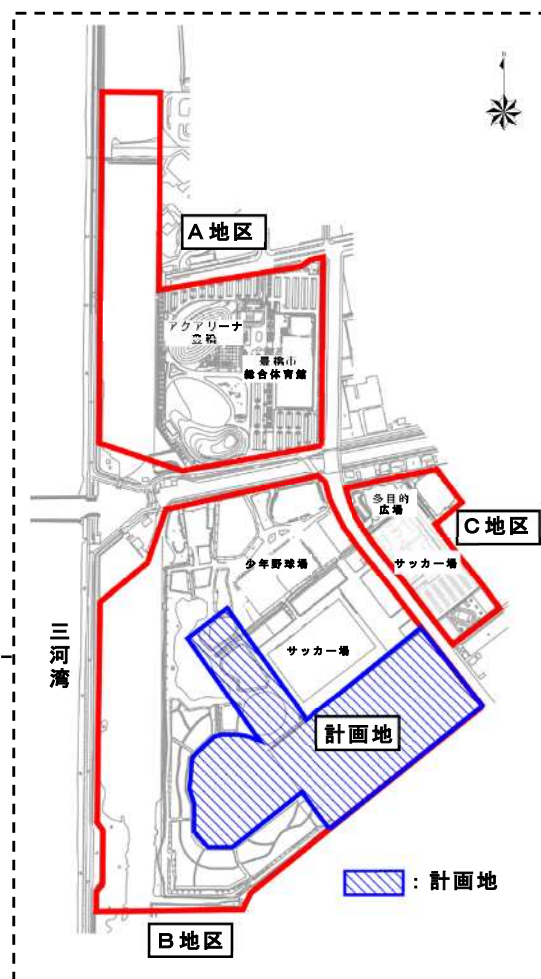 A地区
アクアリーナ
豊橋
豊橋市
総合体育館
多目的
広場
C地区
サッカー場
少年野球場
三河湾
サッカー場
計画地
：計画地
B地区